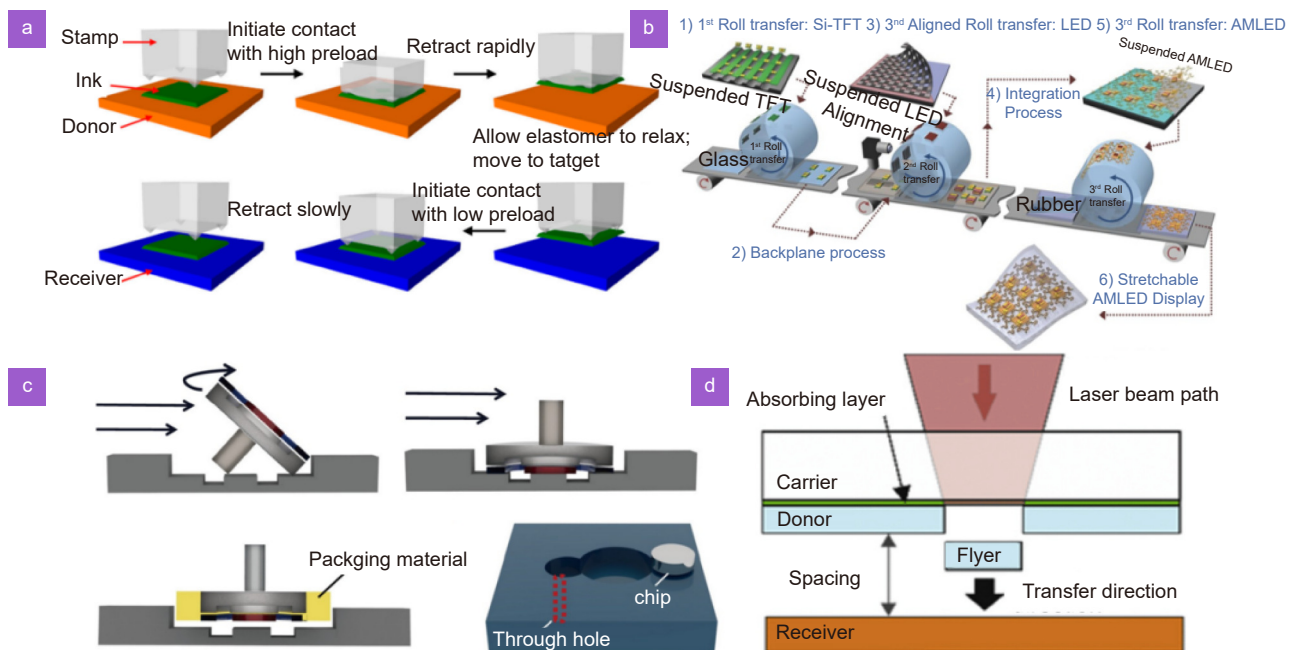 a
Stamp
Ink
Donor
Initiate contact
with high preload
Retract rapidly
Allow elastomer to relax;
move to tatget
Initiate contact
with low preload
Retract slowly
Receiver
b
1) 1st Roll transfer: Si-TFT 3) 3nd Aligned Roll transfer: LED 5) 3rd Roll transfer: AMLED
Suspended TFT
Suspended LED
Alignment
Suspended AMLED
4) Integration
Process
Glass
1st Roll
transfer
2nd Roll
transfer
Rubber
3rd Roll
transfer
2) Backplane process
6) Stretchable
AMLED Display
c
Packging material
chip
Through hole
d
Absorbing layer
Laser beam path
Carrier
Donor
Flyer
Spacing
Transfer direction
Receiver